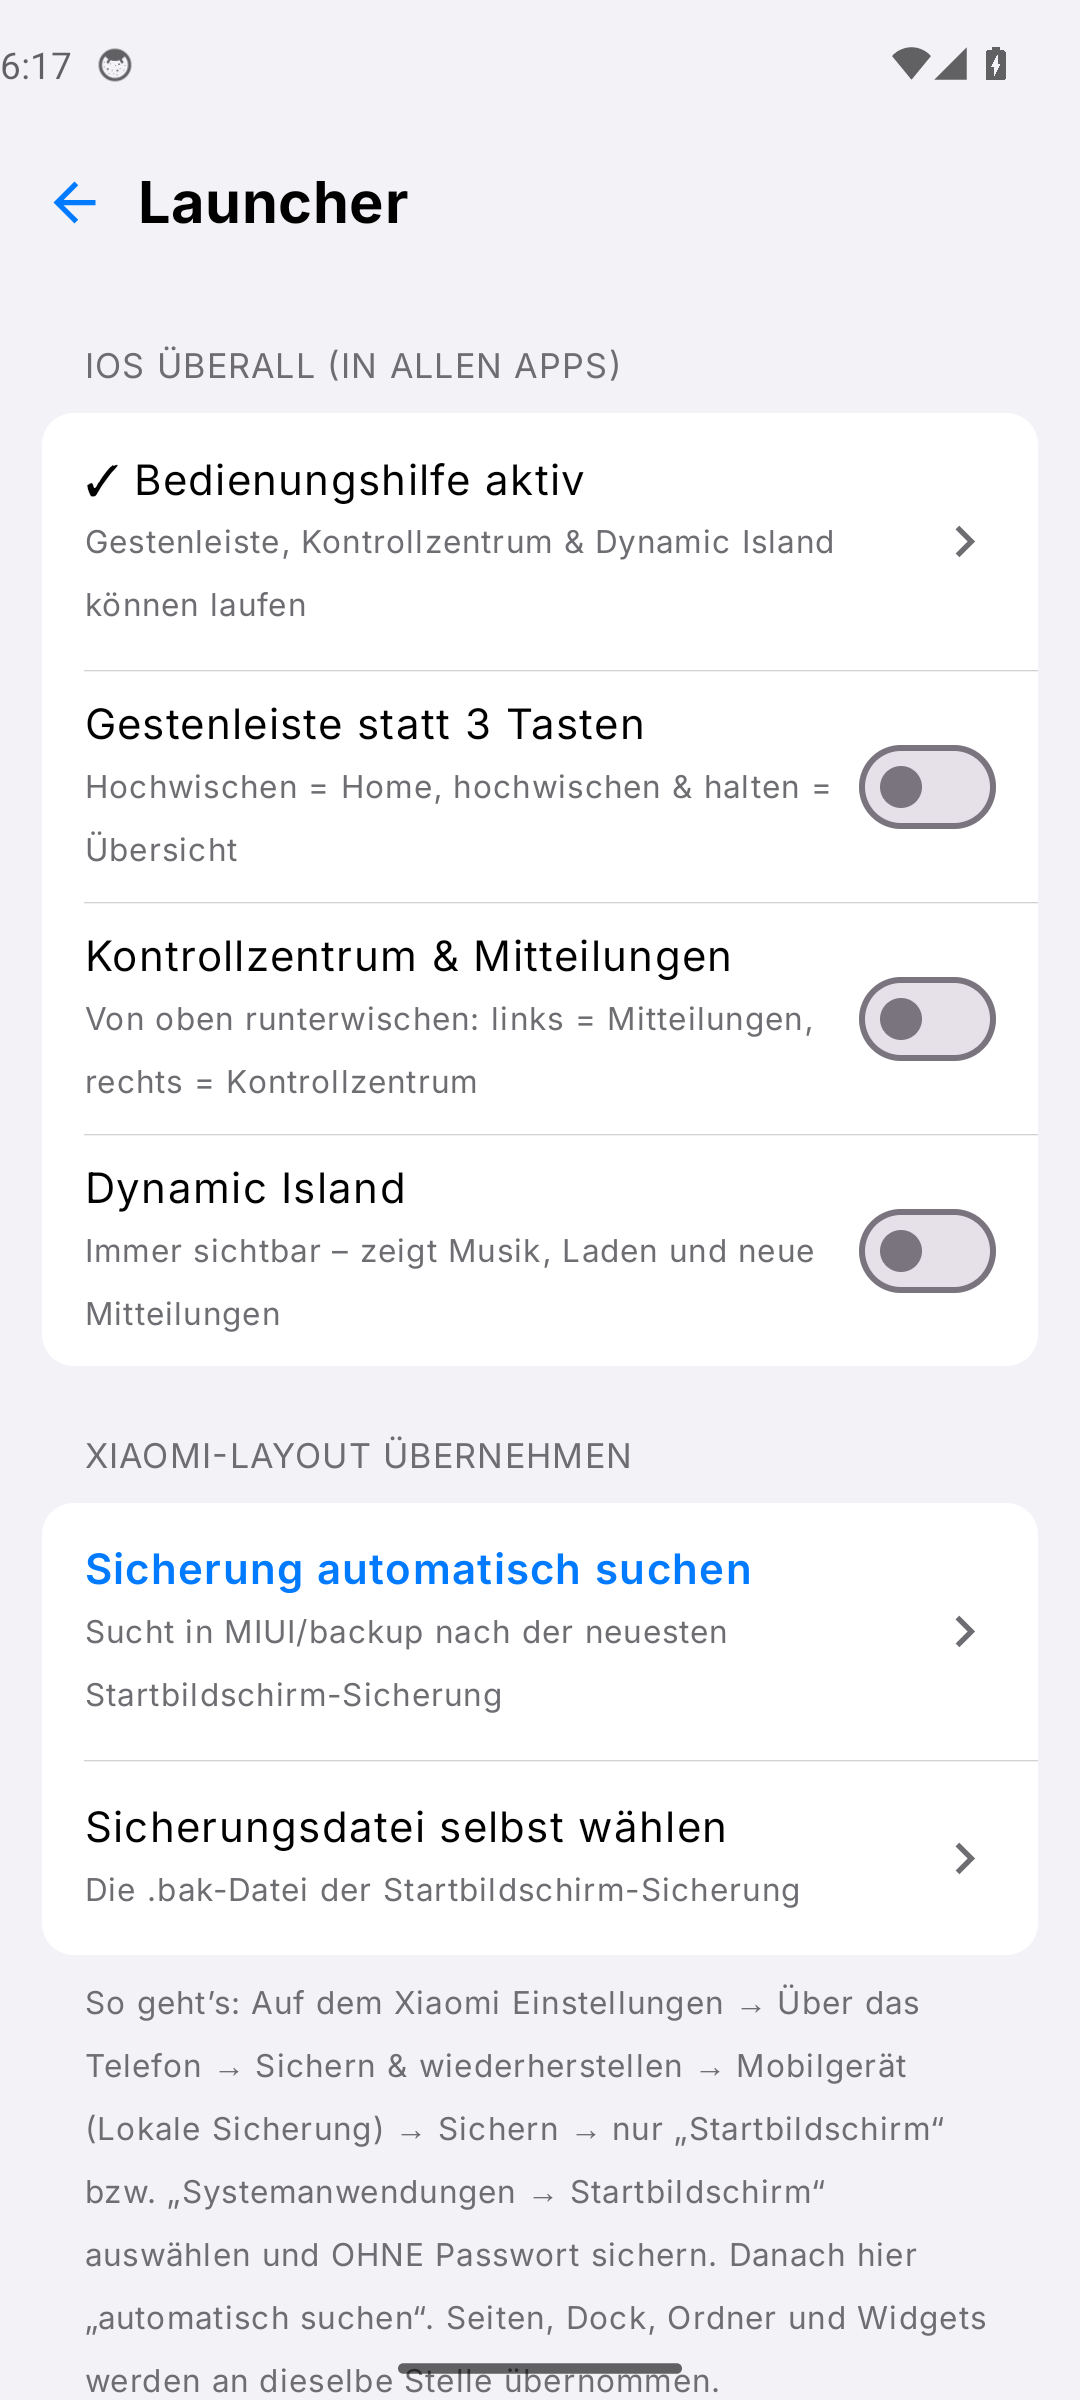 6:17
Launcher
IOS ÜBERALL (IN ALLEN APPS)
✓ Bedienungshilfe aktiv
Gestenleiste, Kontrollzentrum & Dynamic Island
können laufen
Gestenleiste statt 3 Tasten
Hochwischen = Home, hochwischen & halten =
Übersicht
Kontrollzentrum & Mitteilungen
Von oben runterwischen: links = Mitteilungen,
rechts = Kontrollzentrum
Dynamic Island
Immer sichtbar – zeigt Musik, Laden und neue
Mitteilungen
XIAOMI-LAYOUT ÜBERNEHMEN
Sicherung automatisch suchen
Sucht in MIUI/backup nach der neuesten
Startbildschirm-Sicherung
Sicherungsdatei selbst wählen
Die .bak-Datei der Startbildschirm-Sicherung
So geht’s: Auf dem Xiaomi Einstellungen → Über das
Telefon → Sichern & wiederherstellen → Mobilgerät
(Lokale Sicherung) → Sichern → nur „Startbildschirm“
bzw. „Systemanwendungen → Startbildschirm“
auswählen und OHNE Passwort sichern. Danach hier
„automatisch suchen“. Seiten, Dock, Ordner und Widgets
werden an dieselbe Stelle übernommen.